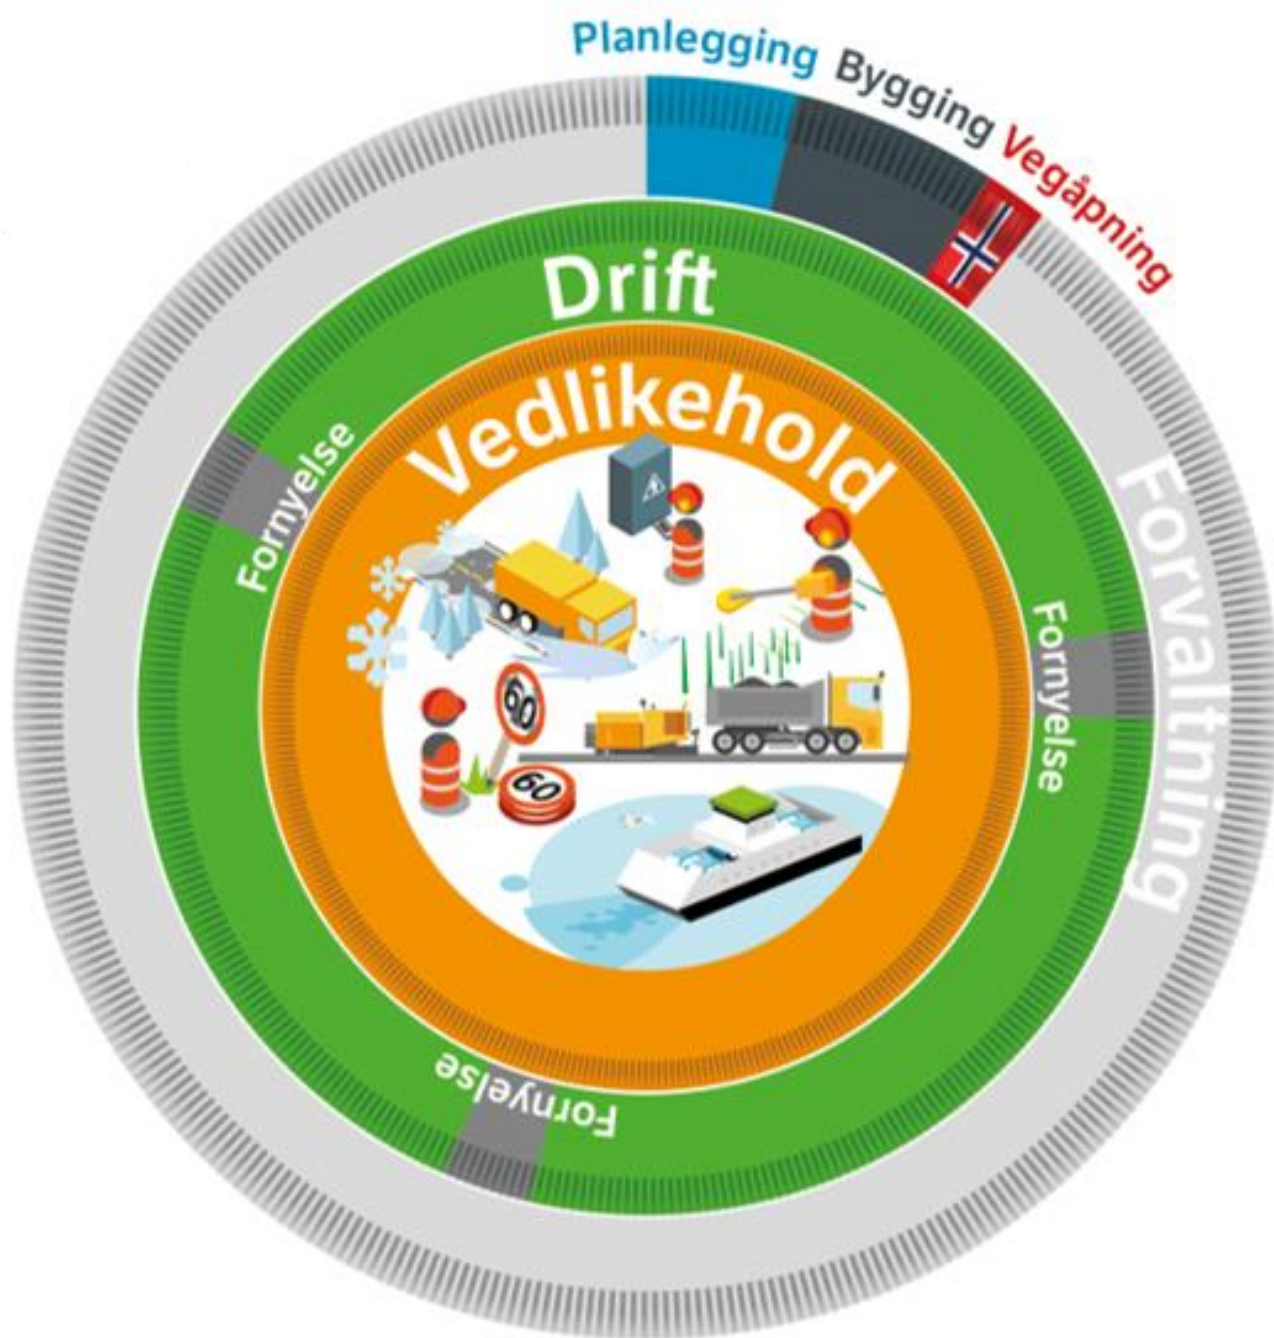 Planlegging
Bygging
Vegåpning
Drift
Vedlikehold
Fornyelse
Fornyelse
Forvaltning
60
60
Fornyelse